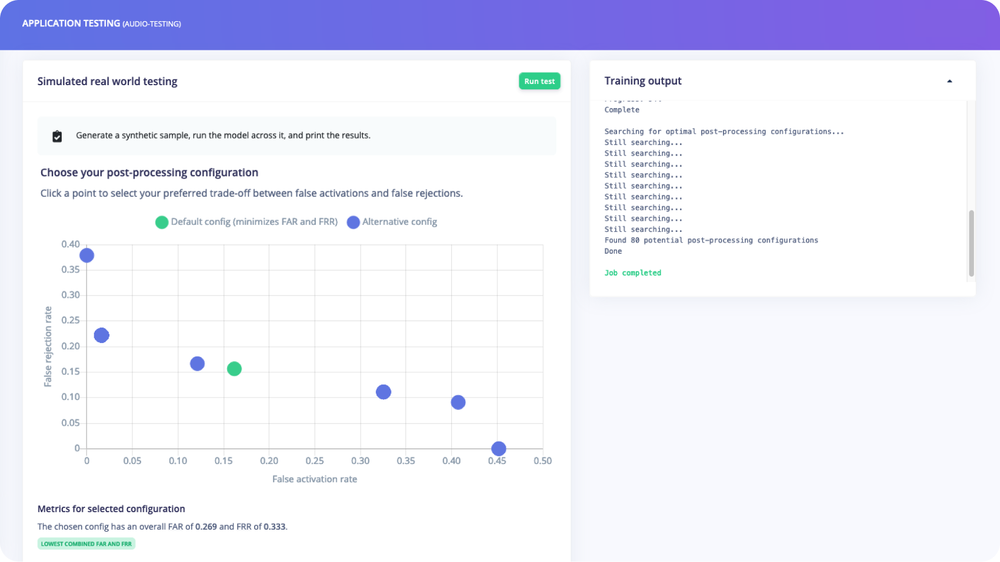 APPLICATION TESTING (AUDIO-TESTING)
Simulated real world testing
Run test
Generate a synthetic sample, run the model across it, and print the results.
Choose your post-processing configuration
Click a point to select your preferred trade-off between false activations and false rejections.
Default config (minimizes FAR and FRR)
Alternative config
0.40
0.35
0.30
0.25
0.20
0.15
0.10
0.05
0
False rejection rate
0 0.05 0.10 0.15 0.20 0.25 0.30 0.35 0.40 0.45 0.50
False activation rate
Metrics for selected configuration
The chosen config has an overall FAR of 0.269 and FRR of 0.333.
LOWEST COMBINED FAR AND FRR
Training output
Complete
Searching for optimal post-processing configurations...
Still searching...
Still searching...
Still searching...
Still searching...
Still searching...
Still searching...
Still searching...
Still searching...
Still searching...
Found 80 potential post-processing configurations
Done
Job completed